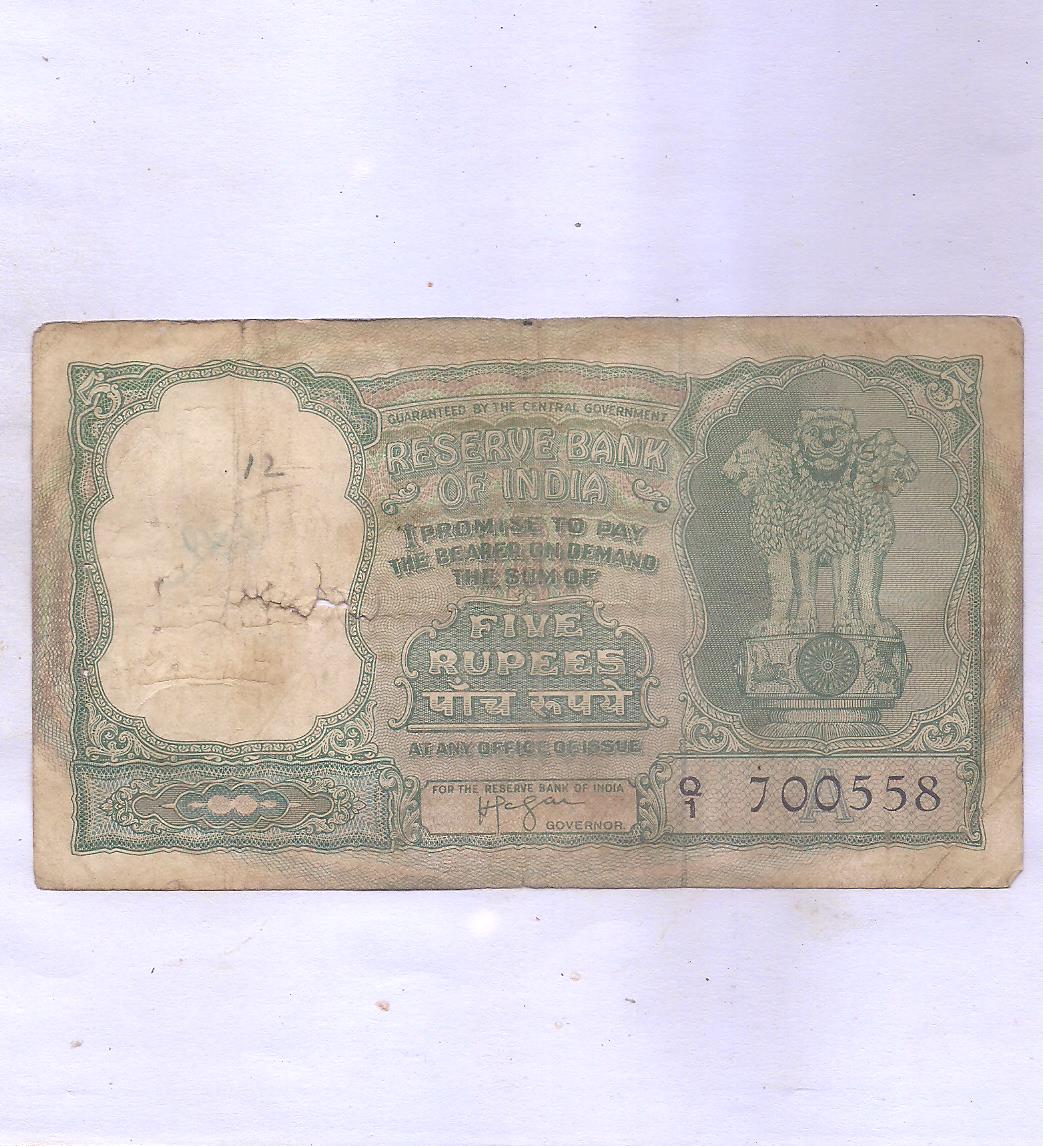 5
5
GUARANTEED BY THE CENTRAL GOVERNMENT
RESERVE BANK
OF INDIA
I PROMISE TO PAY
THE BEARER ON DEMAND
THE SUM OF
FIVE
RUPEES
पाँच रूपये
AT ANY OFFICE OF ISSUE
FOR THE RESERVE BANK OF INDIA
GOVERNOR.
Q/1 700558
A
12